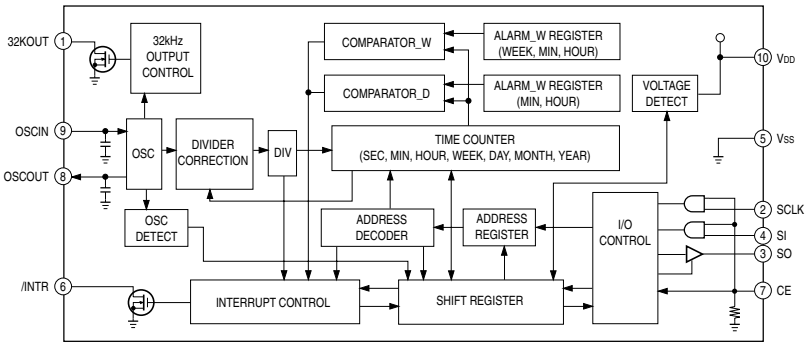 32KOUT 1
32kHz
OUTPUT
CONTROL
COMPARATOR_W
ALARM_W REGISTER
(WEEK, MIN, HOUR)
10 VDD
COMPARATOR_D
ALARM_W REGISTER
(MIN, HOUR)
VOLTAGE
DETECT
OSCIN 9
OSC
DIVIDER
CORRECTION
DIV
TIME COUNTER
(SEC, MIN, HOUR, WEEK, DAY, MONTH, YEAR)
5 VSS
OSCOUT 8
OSC
DETECT
ADDRESS
DECODER
ADDRESS
REGISTER
I/O
CONTROL
2 SCLK
4 SI
3 SO
/INTR 6
INTERRUPT CONTROL
SHIFT REGISTER
7 CE